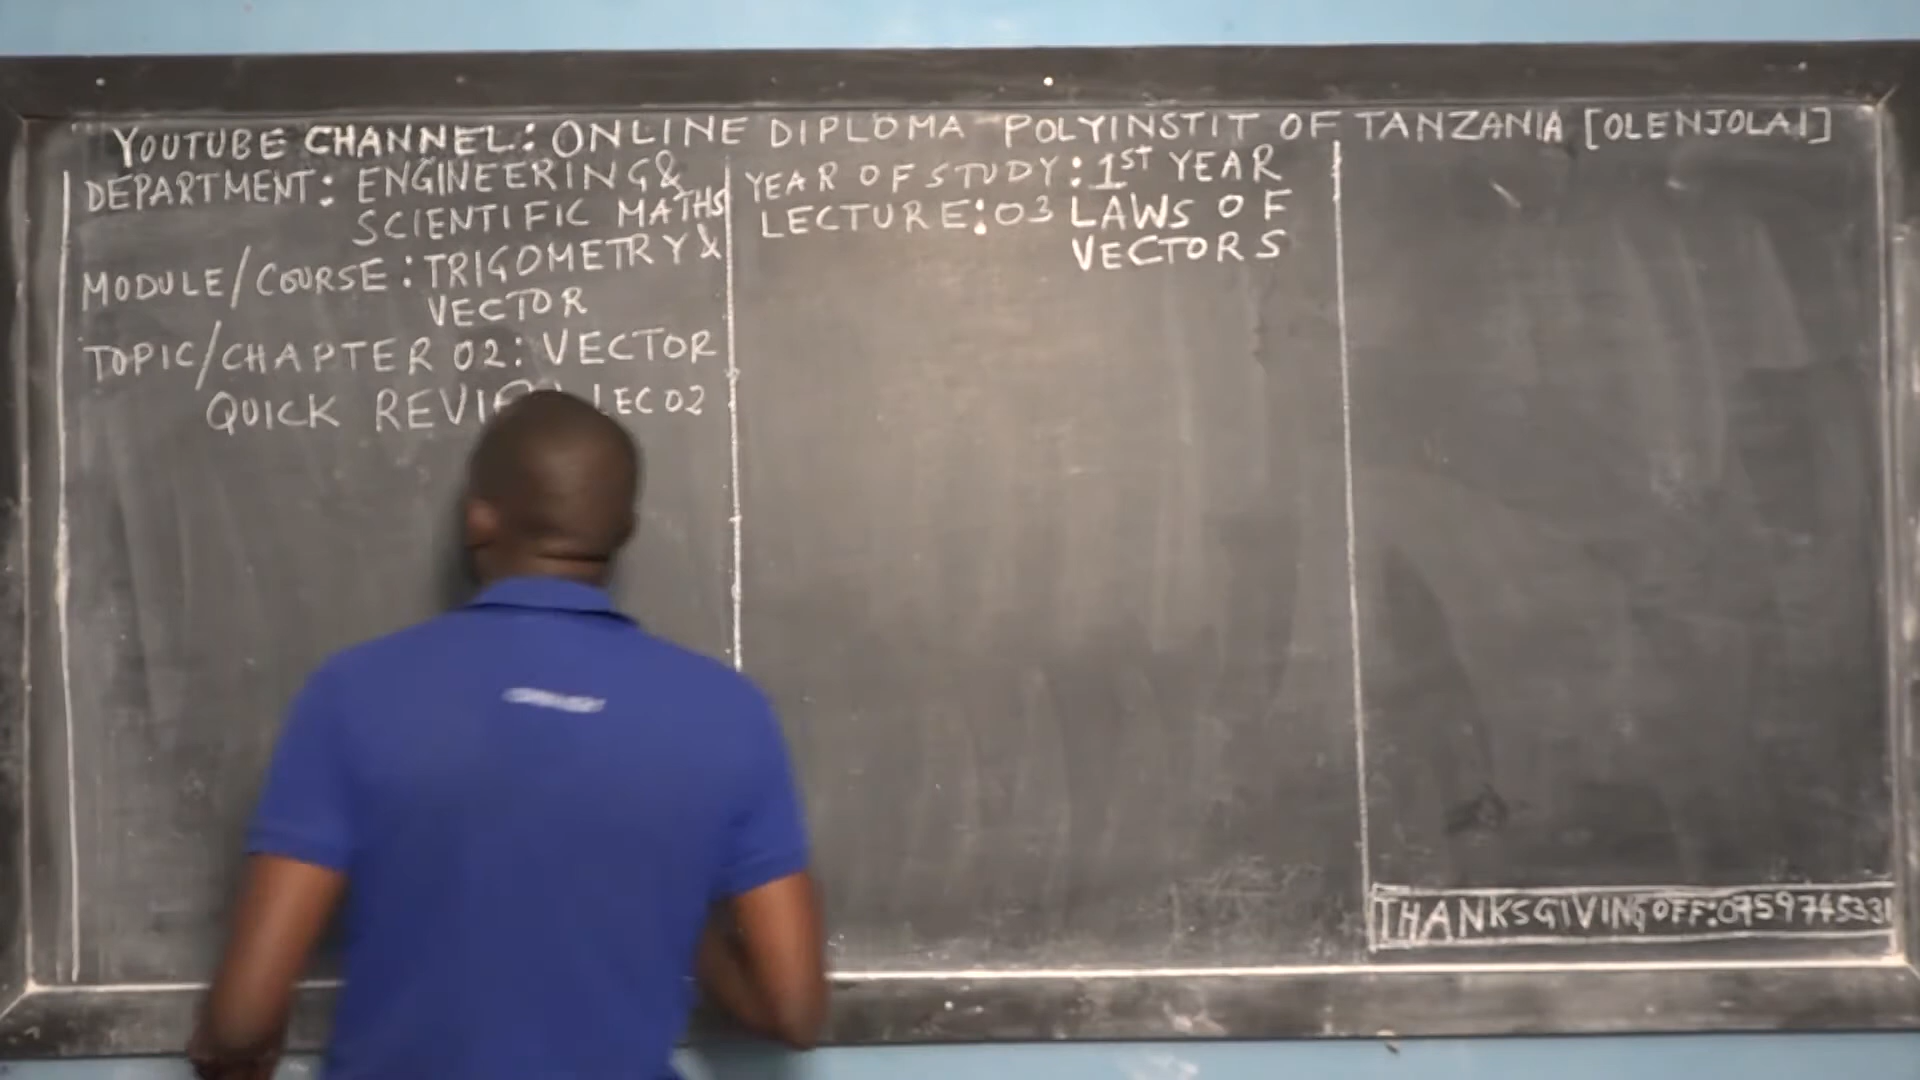 YOUTUBE CHANNEL: ONLINE DIPLOMA POLYINSTIT OF TANZANIA [OLENJOLAI]
DEPARTMENT: ENGINEERING &
SCIENTIFIC MATHS
MODULE/COURSE: TRIGOMETRY &
VECTOR
TOPIC/CHAPTER 02: VECTOR
QUICK LEC 02
YEAR OF STUDY: 1ST YEAR
LECTURE: 03 LAWS OF
VECTORS
THANKSGIVING OFF:0959745331